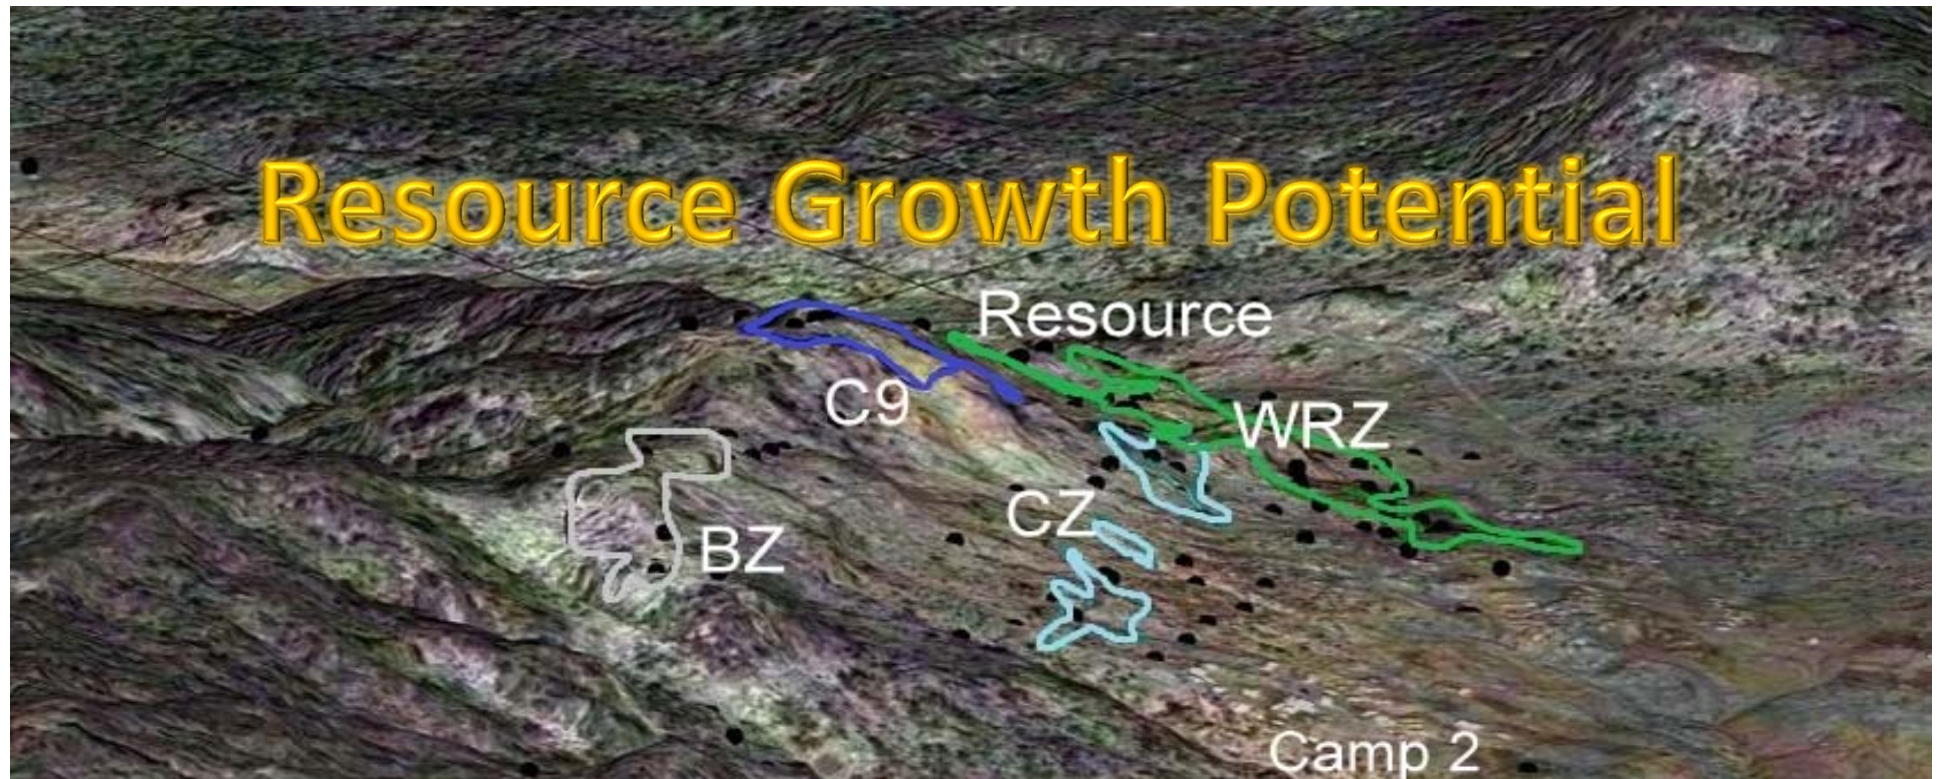 Resource Growth Potential
Resource
C9
WRZ
CZ
BZ
Camp 2